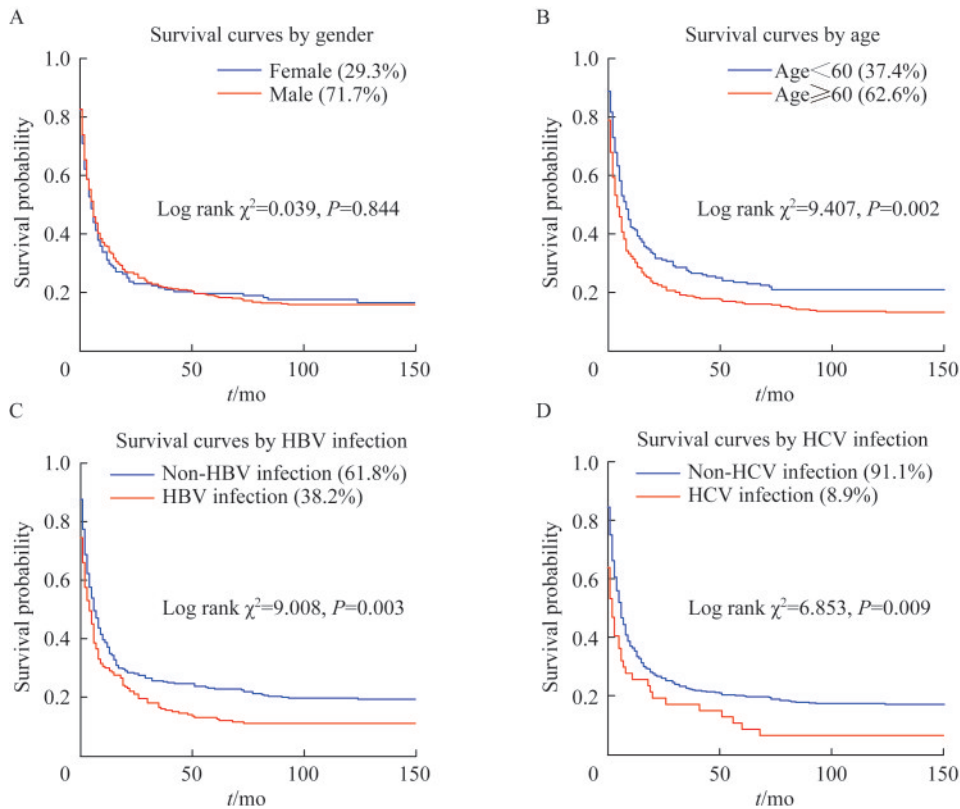 A
Survival curves by gender
Female (29.3%)
Male (71.7%)
Log rank χ²=0.039, P=0.844
Survival probability
1.0
0.8
0.6
0.4
0.2
0
50
100
150
t/mo
B
Survival curves by age
Age<60 (37.4%)
Age⩾60 (62.6%)
Log rank χ²=9.407, P=0.002
Survival probability
1.0
0.8
0.6
0.4
0.2
0
50
100
150
t/mo
C
Survival curves by HBV infection
Non-HBV infection (61.8%)
HBV infection (38.2%)
Log rank χ²=9.008, P=0.003
Survival probability
1.0
0.8
0.6
0.4
0.2
0
50
100
150
t/mo
D
Survival curves by HCV infection
Non-HCV infection (91.1%)
HCV infection (8.9%)
Log rank χ²=6.853, P=0.009
Survival probability
1.0
0.8
0.6
0.4
0.2
0
50
100
150
t/mo